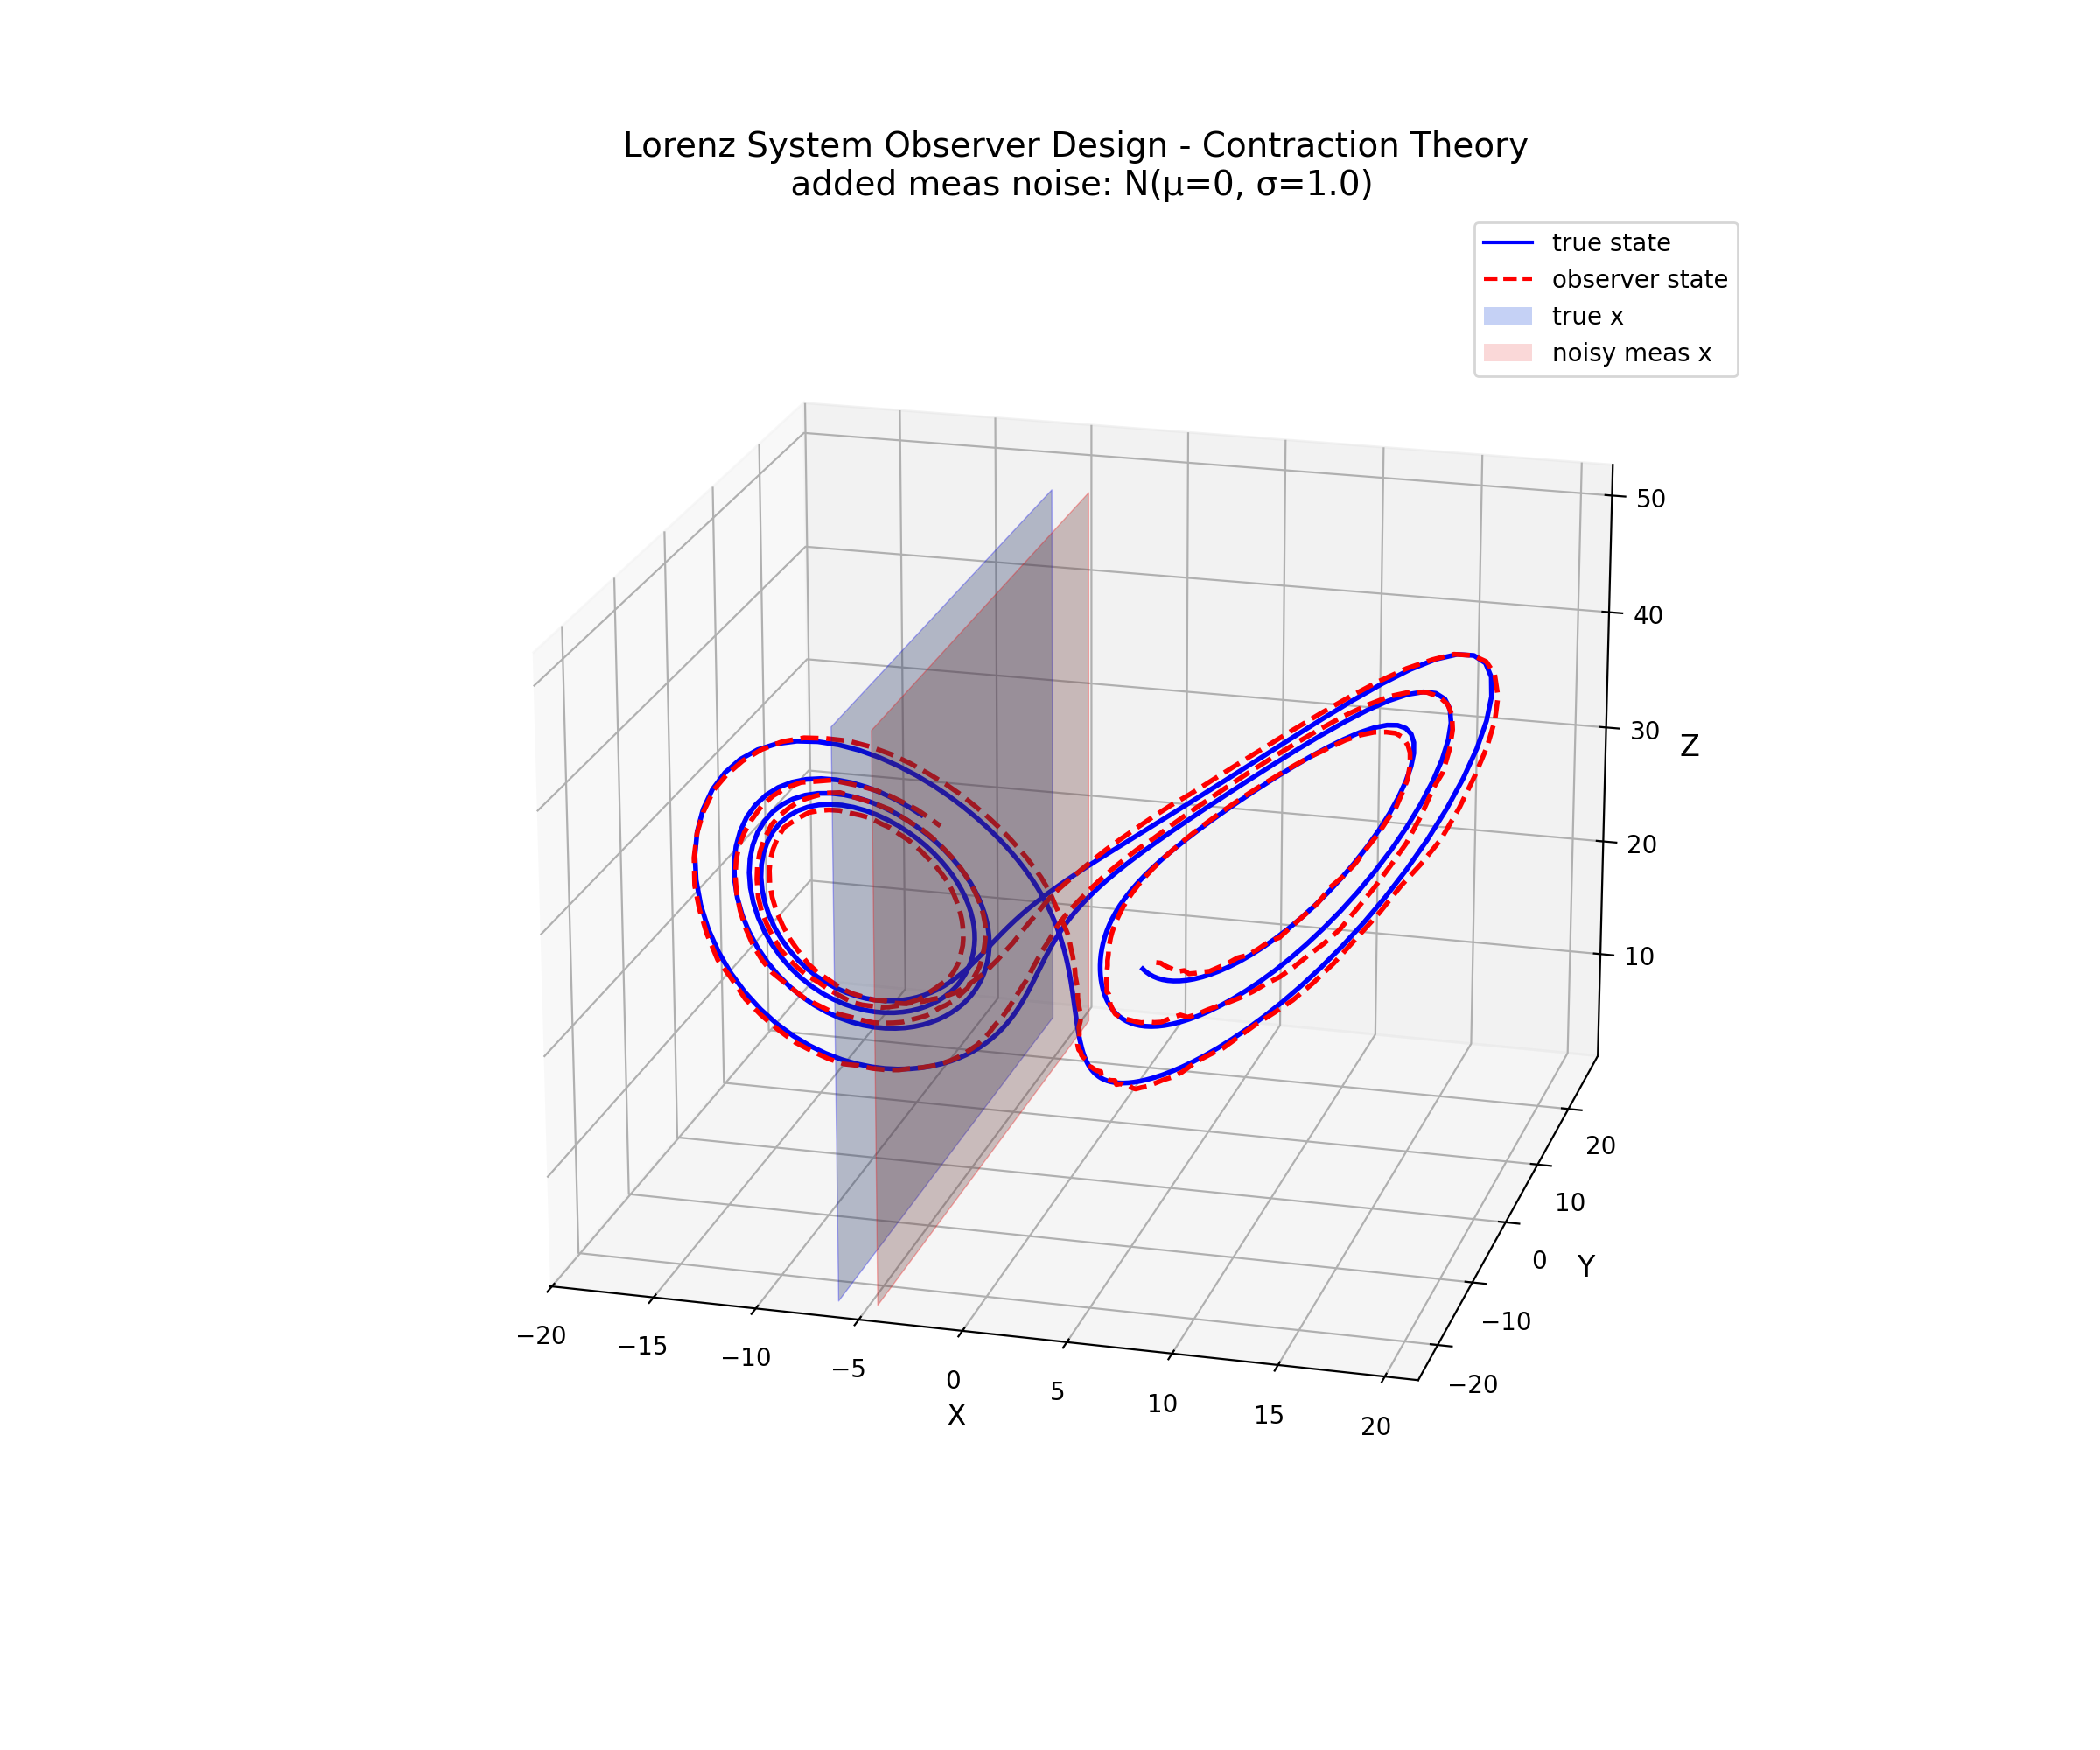 Lorenz System Observer Design - Contraction Theory
added meas noise: N(μ=0, σ=1.0)
true state
observer state
true x
noisy meas x
50
40
30
20
10
Z
20
10
0
−10
−20
Y
−20
−15
−10
−5
0
5
10
15
20
X